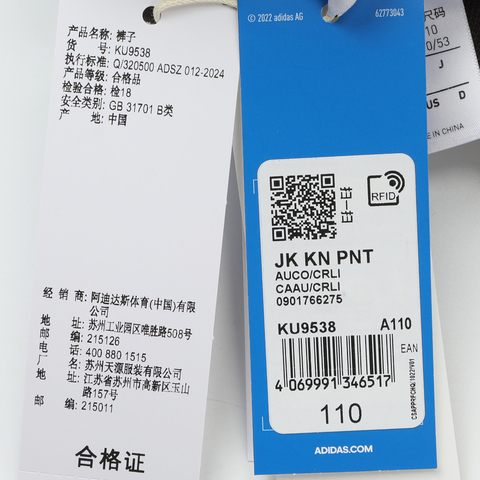 产品名称: 裤子
货 号: KU9538
执行标准: Q/320500 ADSZ 012-2024
产品等级: 合格品
检验合格: 检18
安全类别: GB 31701 B类
产 地: 中国
经 销 商: 阿迪达斯体育(中国)有限
公司
地 址: 苏州工业园区唯胜路508号
邮 编: 215126
电 话: 400 880 1515
厂 名: 苏州天源服装有限公司
地 址: 江苏省苏州市高新区玉山
路157号
邮 编: 215011
合格证
© 2022 adidas AG
62773043
RFID
JK KN PNT
AUCO/CRLI
CAAU/CRLI
0901766275
KU9538 A110
EAN
4 069991 346517
110
ADIDAS.COM
尺码
10
0/53
J
US D
MADE IN CHINA